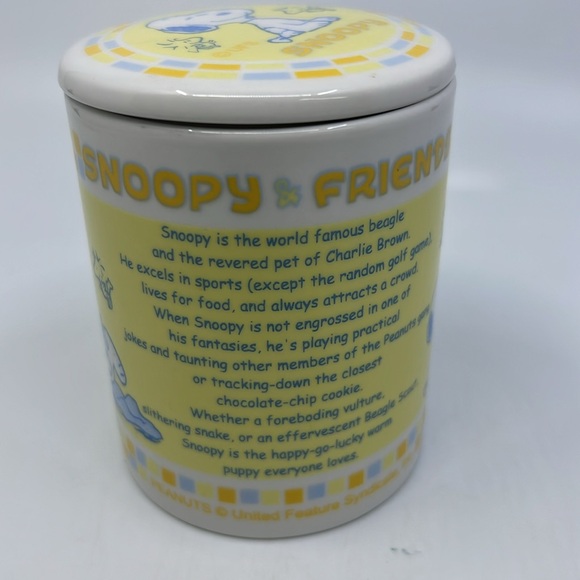 SNOOPY
SNOOPY & FRIENDS
Snoopy is the world famous beagle
and the revered pet of Charlie Brown.
He excels in sports (except the random golf game),
lives for food, and always attracts a crowd.
When Snoopy is not engrossed in one of
his fantasies, he's playing practical
jokes and taunting other members of the Peanuts gang
or tracking-down the closest
chocolate-chip cookie.
Whether a foreboding vulture,
slithering snake, or an effervescent Beagle Scout,
Snoopy is the happy-go-lucky warm
puppy everyone loves.
PEANUTS © United Feature Syndicate